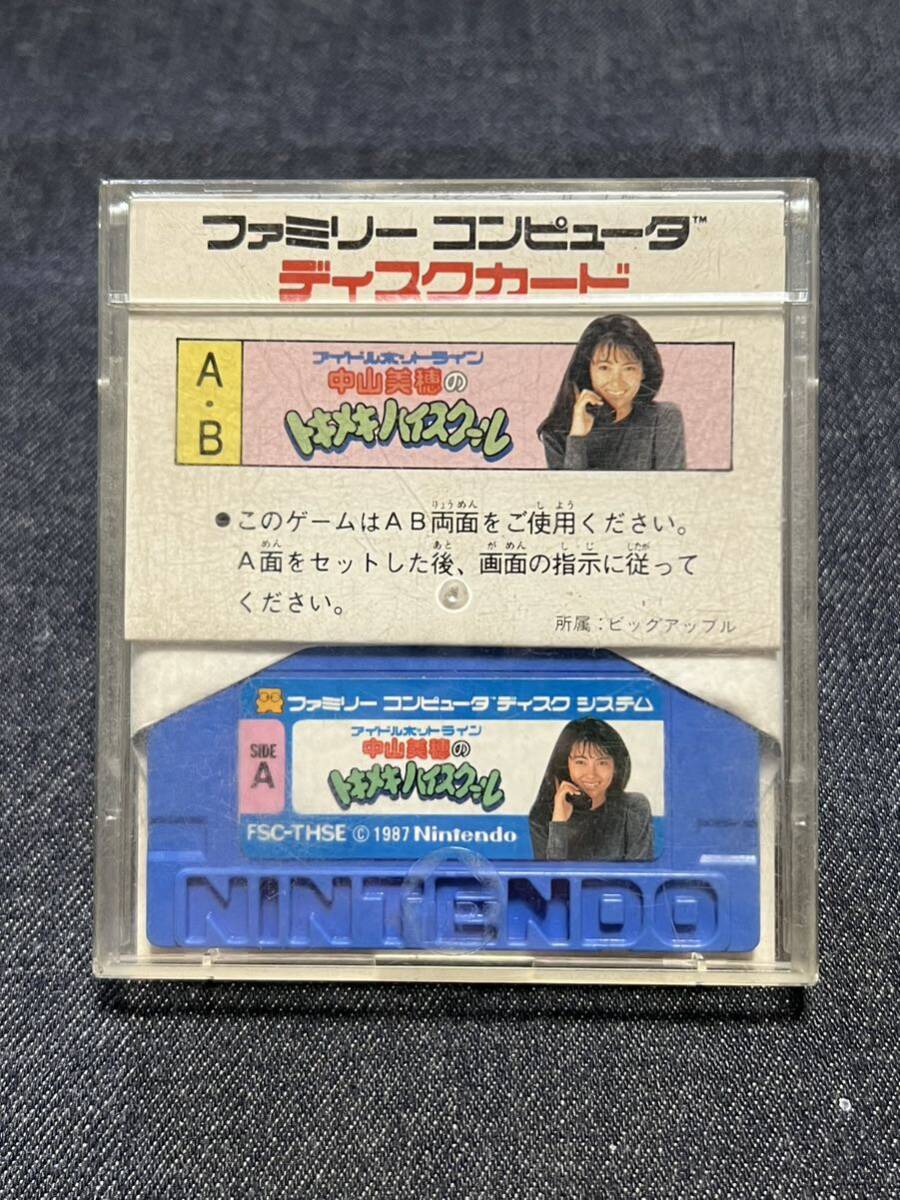 ファミリー コンピュータ™
ディスクカード
A・B
アイドルホットライン
中山美穂の
トキメキハイスクール
●このゲームはAB両面をご使用ください。
A面をセットした後、画面の指示に従って
ください。
所属:ビッグアップル
ファミリー コンピュータ™ ディスク システム
SIDE
A
アイドルホットライン
中山美穂の
トキメキハイスクール
FSC-THSE © 1987 Nintendo
NINTENDO